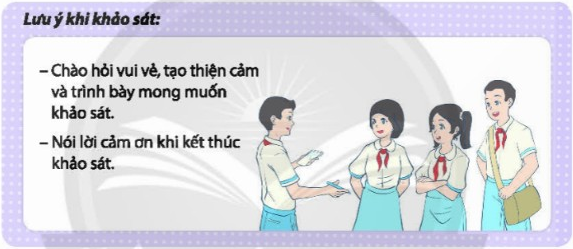 Lưu ý khi khảo sát:
– Chào hỏi vui vẻ, tạo thiện cảm
và trình bày mong muốn
khảo sát.
– Nói lời cảm ơn khi kết thúc
khảo sát.